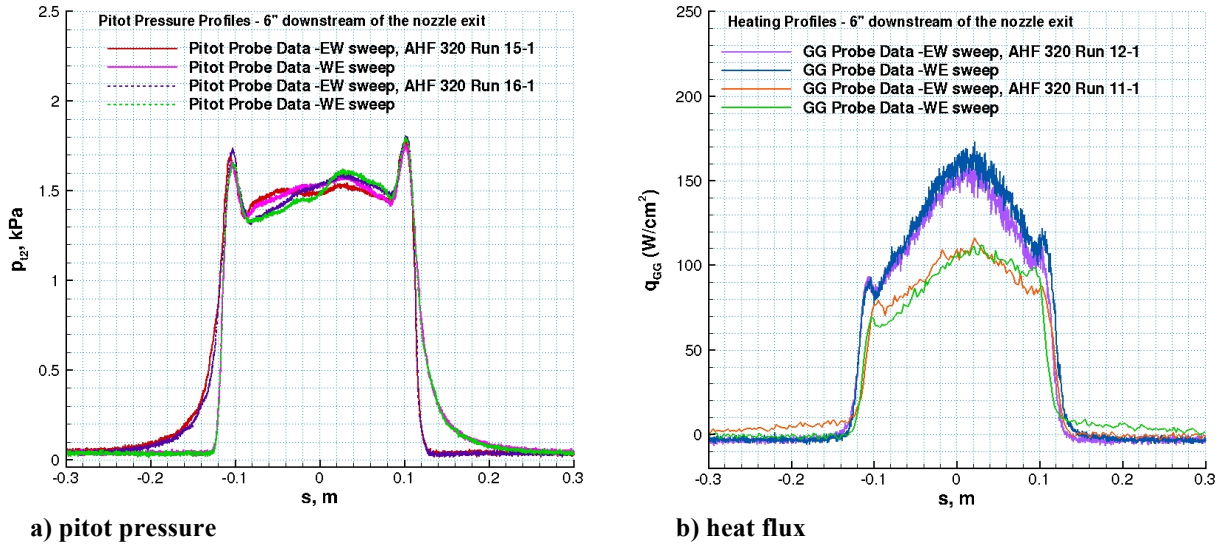 Pitot Pressure Profiles - 6" downstream of the nozzle exit
Pitot Probe Data -EW sweep, AHF 320 Run 15-1
Pitot Probe Data -WE sweep
Pitot Probe Data -EW sweep, AHF 320 Run 16-1
Pitot Probe Data -WE sweep
2.5
2
1.5
1
0.5
0
p_t2, kPa
-0.3
-0.2
-0.1
0
0.1
0.2
0.3
s, m
a) pitot pressure
Heating Profiles - 6" downstream of the nozzle exit
GG Probe Data -EW sweep, AHF 320 Run 12-1
GG Probe Data -WE sweep
GG Probe Data -EW sweep, AHF 320 Run 11-1
GG Probe Data -WE sweep
250
200
150
100
50
0
q_GG (W/cm²)
-0.3
-0.2
-0.1
0
0.1
0.2
0.3
s, m
b) heat flux